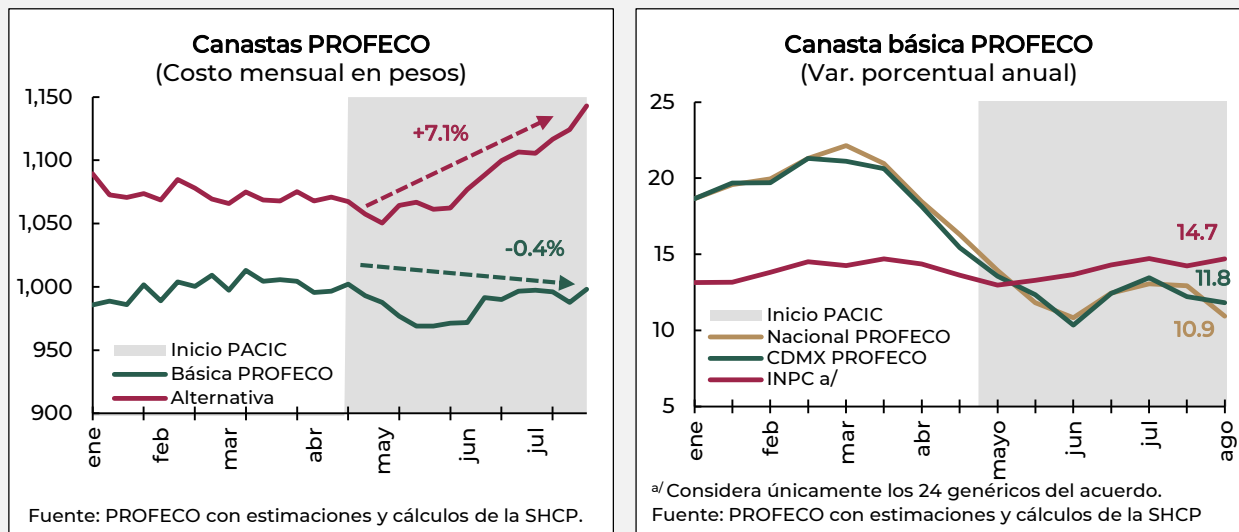 Canastas PROFECO
(Costo mensual en pesos)
1,150
1,100
1,050
1,000
950
900
+7.1%
-0.4%
Inicio PACIC
Básica PROFECO
Alternativa
ene
feb
mar
abr
may
jun
jul
Fuente: PROFECO con estimaciones y cálculos de la SHCP.
Canasta básica PROFECO
(Var. porcentual anual)
25
20
15
10
5
14.7
11.8
10.9
Inicio PACIC
Nacional PROFECO
CDMX PROFECO
INPC a/
ene
feb
mar
abr
mayo
jun
jul
ago
a/ Considera únicamente los 24 genéricos del acuerdo.
Fuente: PROFECO con estimaciones y cálculos de la SHCP